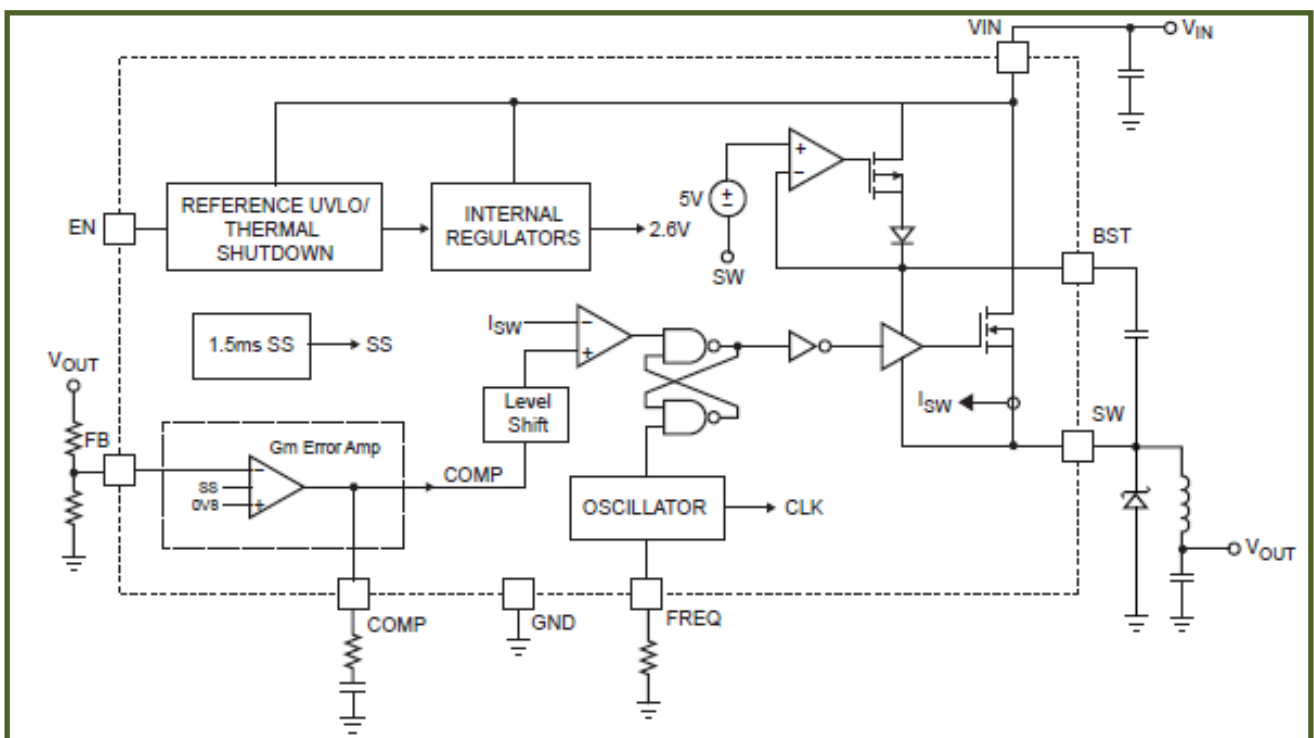 VIN
VIN
EN
REFERENCE UVLO/
THERMAL
SHUTDOWN
INTERNAL
REGULATORS
2.6V
5V
+
−
±
SW
BST
1.5ms SS
SS
ISW
−
+
VOUT
Level
Shift
ISW
SW
FB
Gm Error Amp
−
SS
0V8
+
COMP
OSCILLATOR
CLK
VOUT
COMP
GND
FREQ